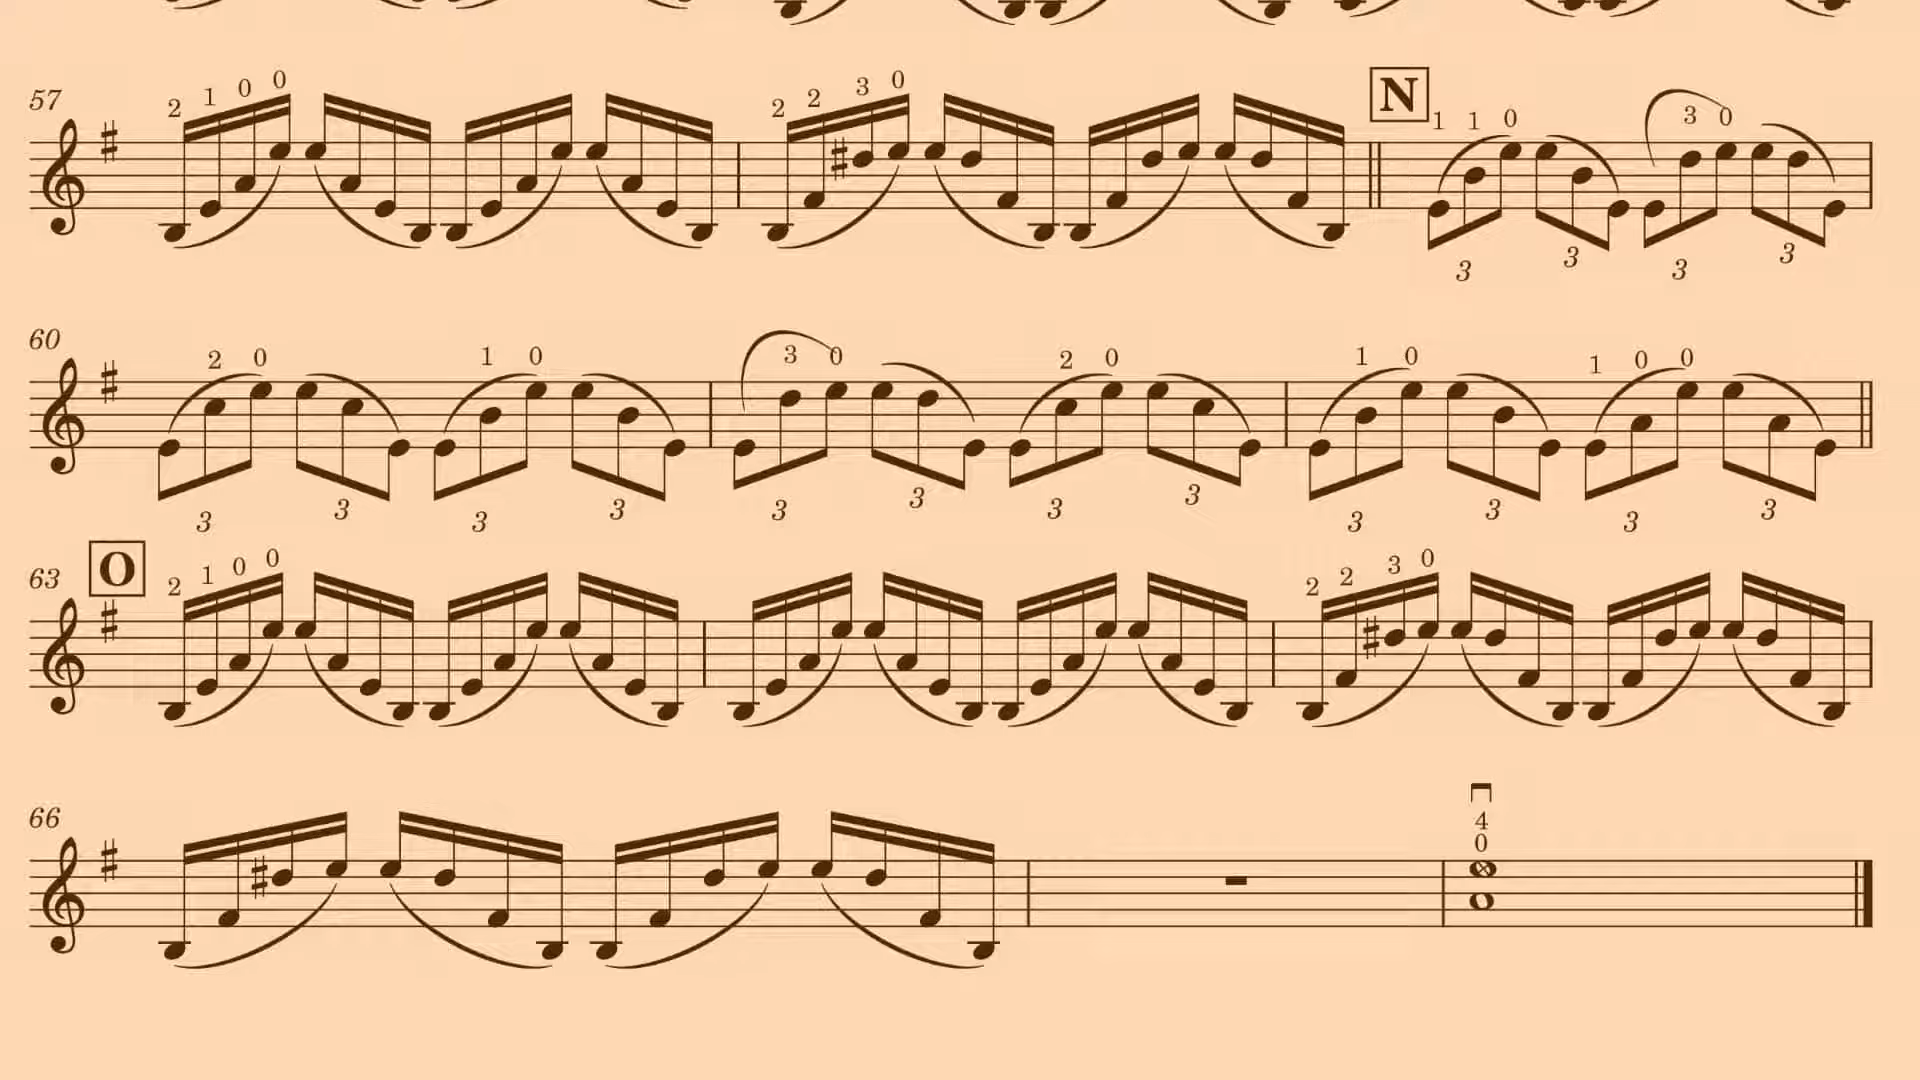 57 2 1 0 0 2 2 3 0 N 1 1 0 3 0
3 3 3 3
60 2 0 1 0 3 0 2 0 1 0 1 0 0
3 3 3 3 3 3 3 3 3 3 3 3
63 O 2 1 0 0 2 2 3 0
66 4
0